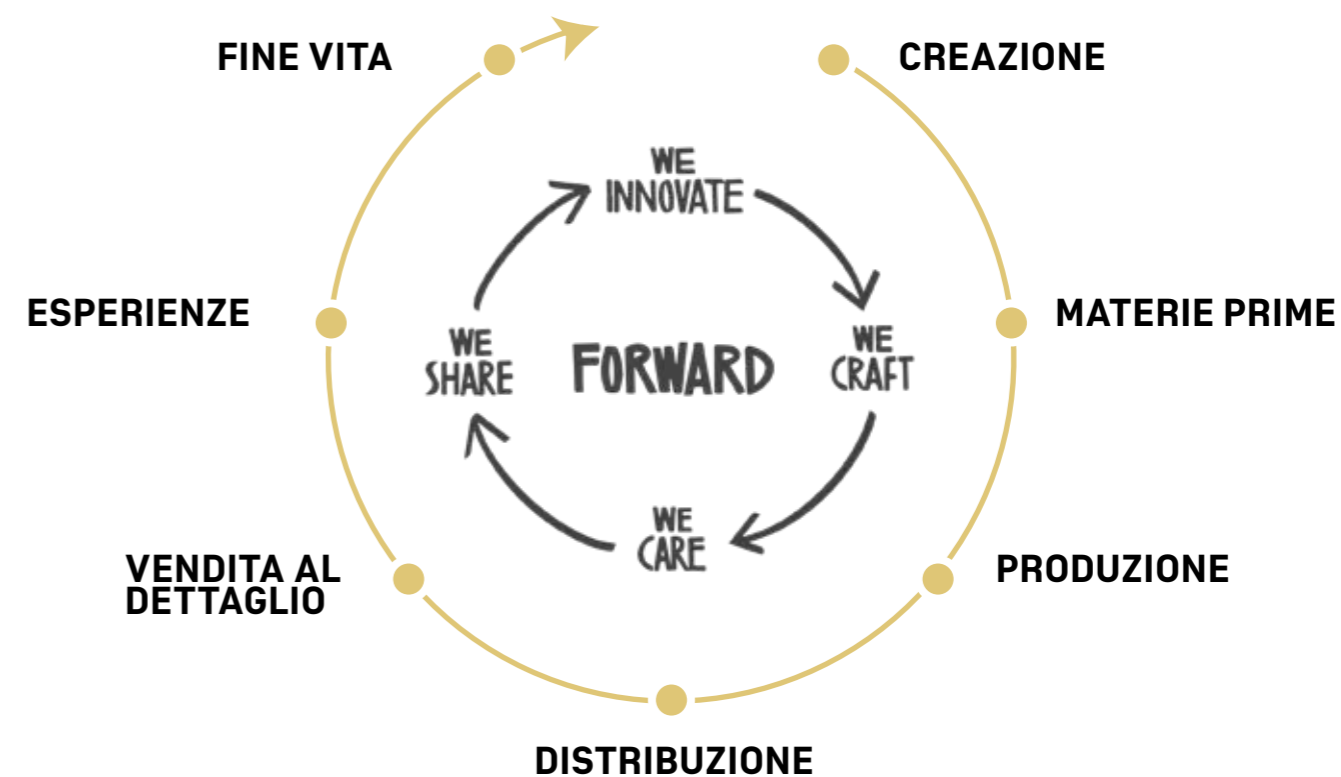 FINE VITA
CREAZIONE
WE
INNOVATE
ESPERIENZE
MATERIE PRIME
WE
SHARE
FORWARD
WE
CRAFT
WE
CARE
VENDITA AL
DETTAGLIO
PRODUZIONE
DISTRIBUZIONE